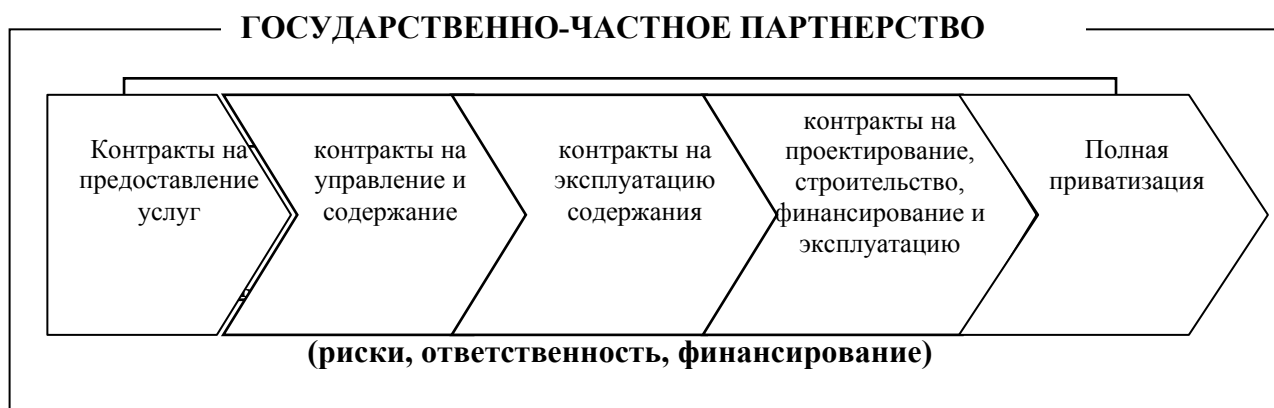 ГОСУДАРСТВЕННО-ЧАСТНОЕ ПАРТНЕРСТВО
Контракты на
предоставление
услуг
контракты на
управление и
содержание
контракты на
эксплуатацию
содержания
контракты на
проектирование,
строительство,
финансирование и
эксплуатацию
Полная
приватизация
(риски, ответственность, финансирование)